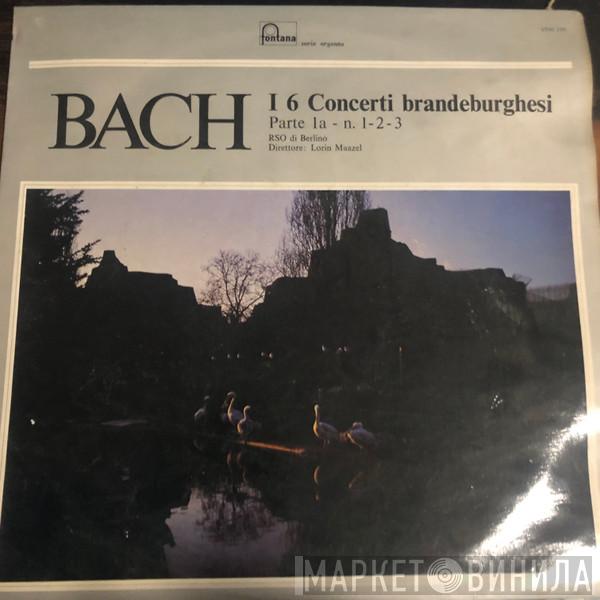 fontana
serie argento
BACH
I 6 Concerti brandeburghesi
Parte 1a - n. 1-2-3
RSO di Berlino
Direttore: Lorin Maazel
МАРКЕТ ВИНИЛА